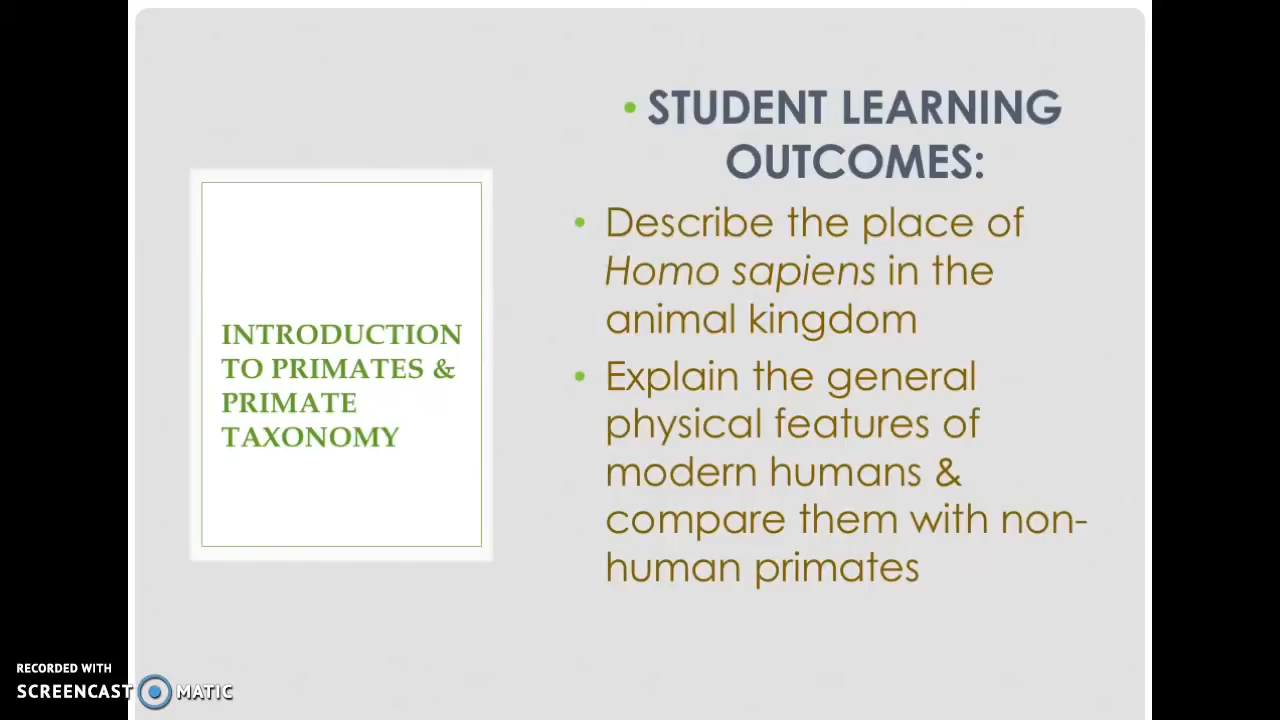 • STUDENT LEARNING
OUTCOMES:
• Describe the place of
Homo sapiens in the
animal kingdom
• Explain the general
physical features of
modern humans &
compare them with non-
human primates
INTRODUCTION
TO PRIMATES &
PRIMATE
TAXONOMY
RECORDED WITH
SCREENCAST MATIC